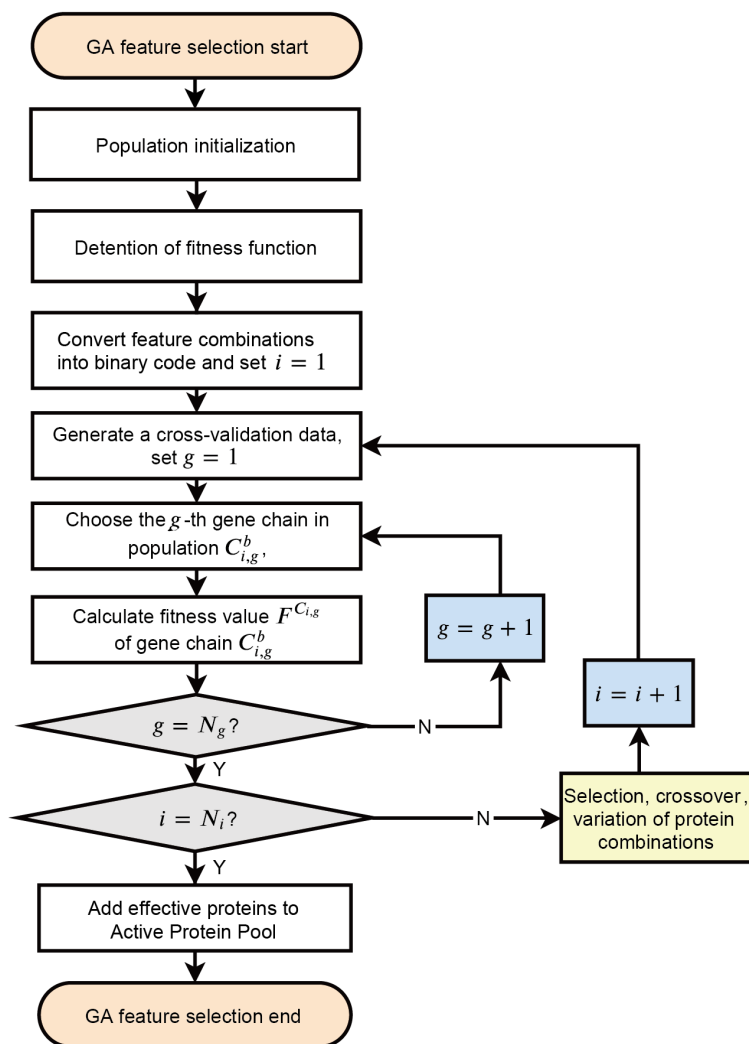 GA feature selection start
Population initialization
Detention of fitness function
Convert feature combinations
into binary code and set i = 1
Generate a cross-validation data,
set g = 1
Choose the g-th gene chain in
population C_{i,g}^b,
Calculate fitness value F^{C_{i,g}}
of gene chain C_{i,g}^b
g = g + 1
i = i + 1
g = N_g?
N
Y
i = N_i?
N
Selection, crossover,
variation of protein
combinations
Y
Add effective proteins to
Active Protein Pool
GA feature selection end